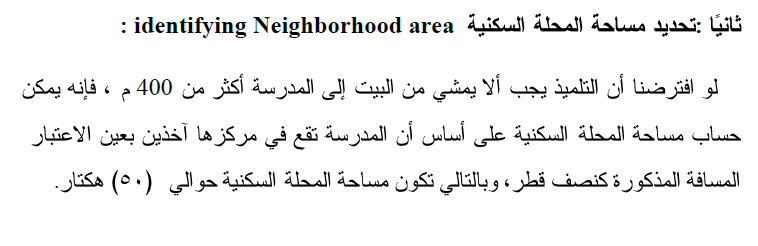 ثانيًا :تحديد مساحة المحلة السكنية identifying Neighborhood area :
لو افترضنا أن التلميذ يجب ألا يمشي من البيت إلى المدرسة أكثر من 400 م ، فإنه يمكن
حساب مساحة المحلة السكنية على أساس أن المدرسة تقع في مركزها آخذين بعين الاعتبار
المسافة المذكورة كنصف قطر، وبالتالي تكون مساحة المحلة السكنية حوالي (٥٠) هكتار.